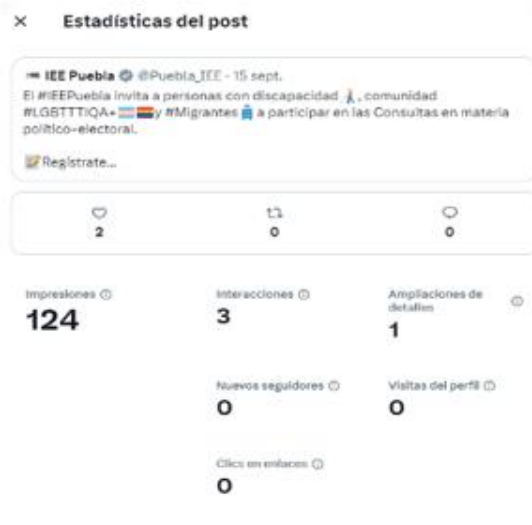 Estadísticas del post
IEE Puebla @Puebla_IEE - 15 sept.
El #IEEPuebla invita a personas con discapacidad, comunidad
#LGBTTTIQA+ y #Migrantes a participar en las Consultas en materia
político-electoral.
Regístrate...
2 0 0
Impresiones Interacciones Ampliaciones de
detalles
124 3 1
Nuevos seguidores Visitas del perfil
0 0
Clics en enlaces
0